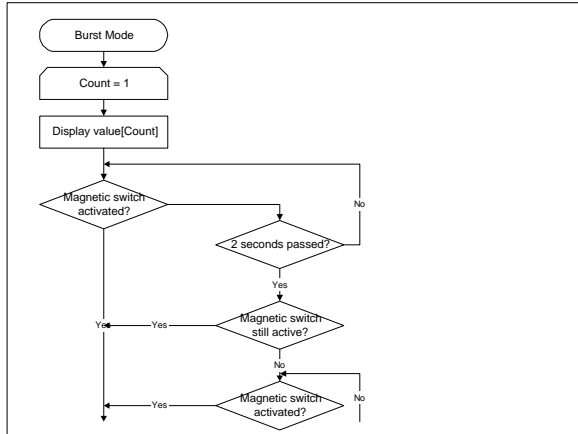 Burst Mode
Count = 1
Display value[Count]
Magnetic switch
activated?
No
2 seconds passed?
Yes
Magnetic switch
still active?
Yes
Ye
No
Magnetic switch
activated?
Yes
No